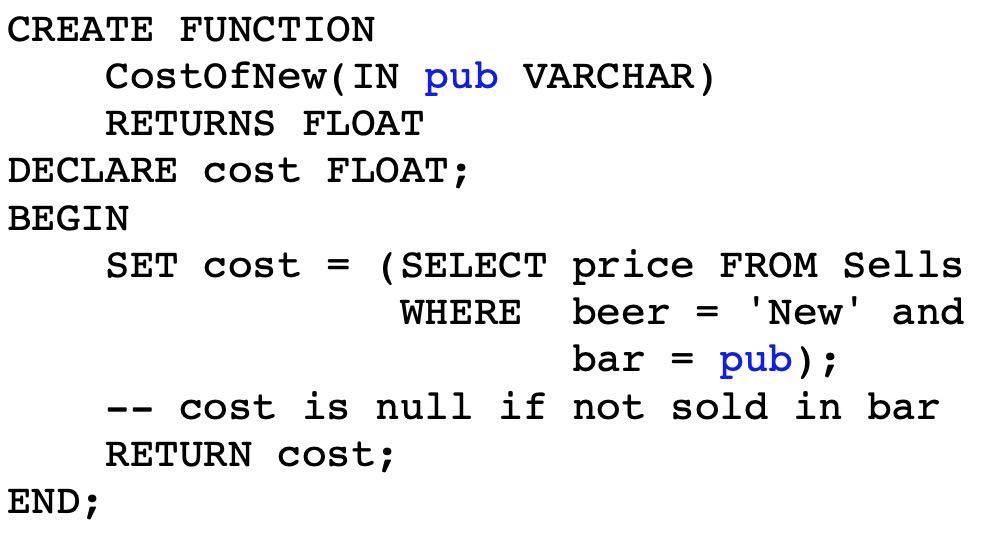 CREATE FUNCTION
    CostOfNew(IN pub VARCHAR)
    RETURNS FLOAT
DECLARE cost FLOAT;
BEGIN
    SET cost = (SELECT price FROM Sells
                WHERE  beer = 'New' and
                       bar = pub);
    -- cost is null if not sold in bar
    RETURN cost;
END;